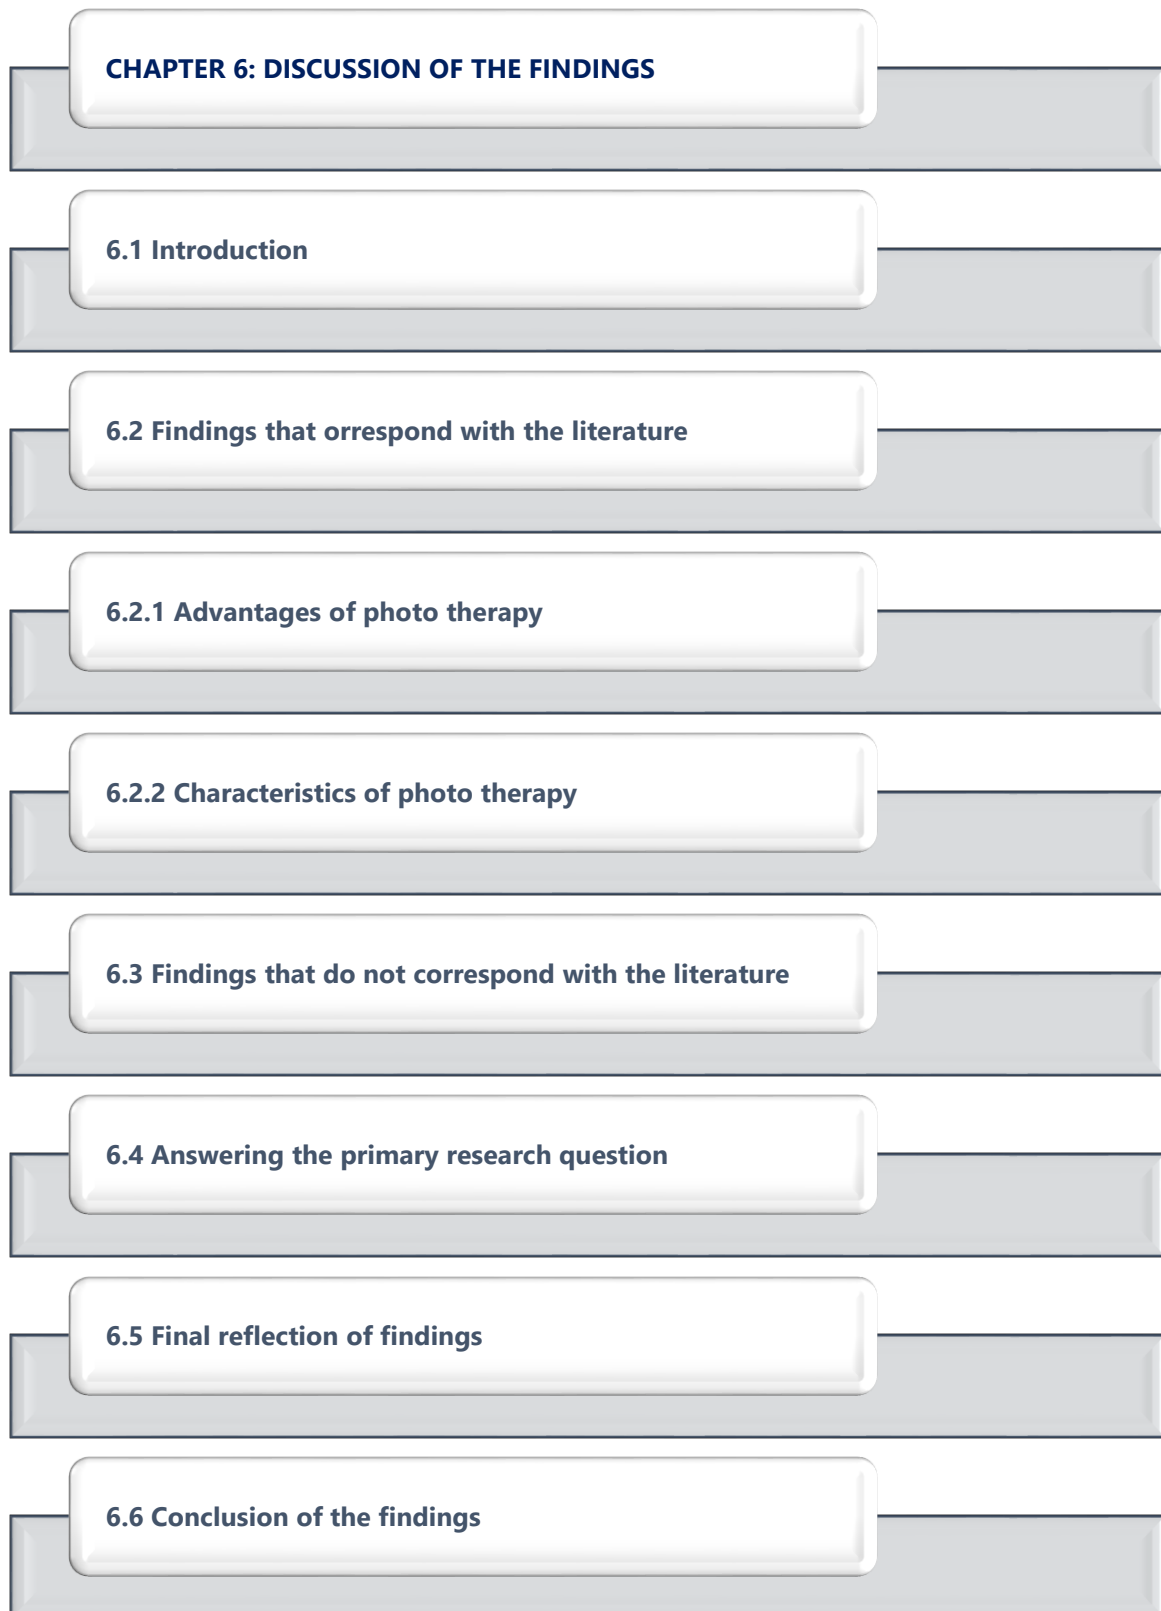 CHAPTER 6: DISCUSSION OF THE FINDINGS
6.1 Introduction
6.2 Findings that orrespond with the literature
6.2.1 Advantages of photo therapy
6.2.2 Characteristics of photo therapy
6.3 Findings that do not correspond with the literature
6.4 Answering the primary research question
6.5 Final reflection of findings
6.6 Conclusion of the findings